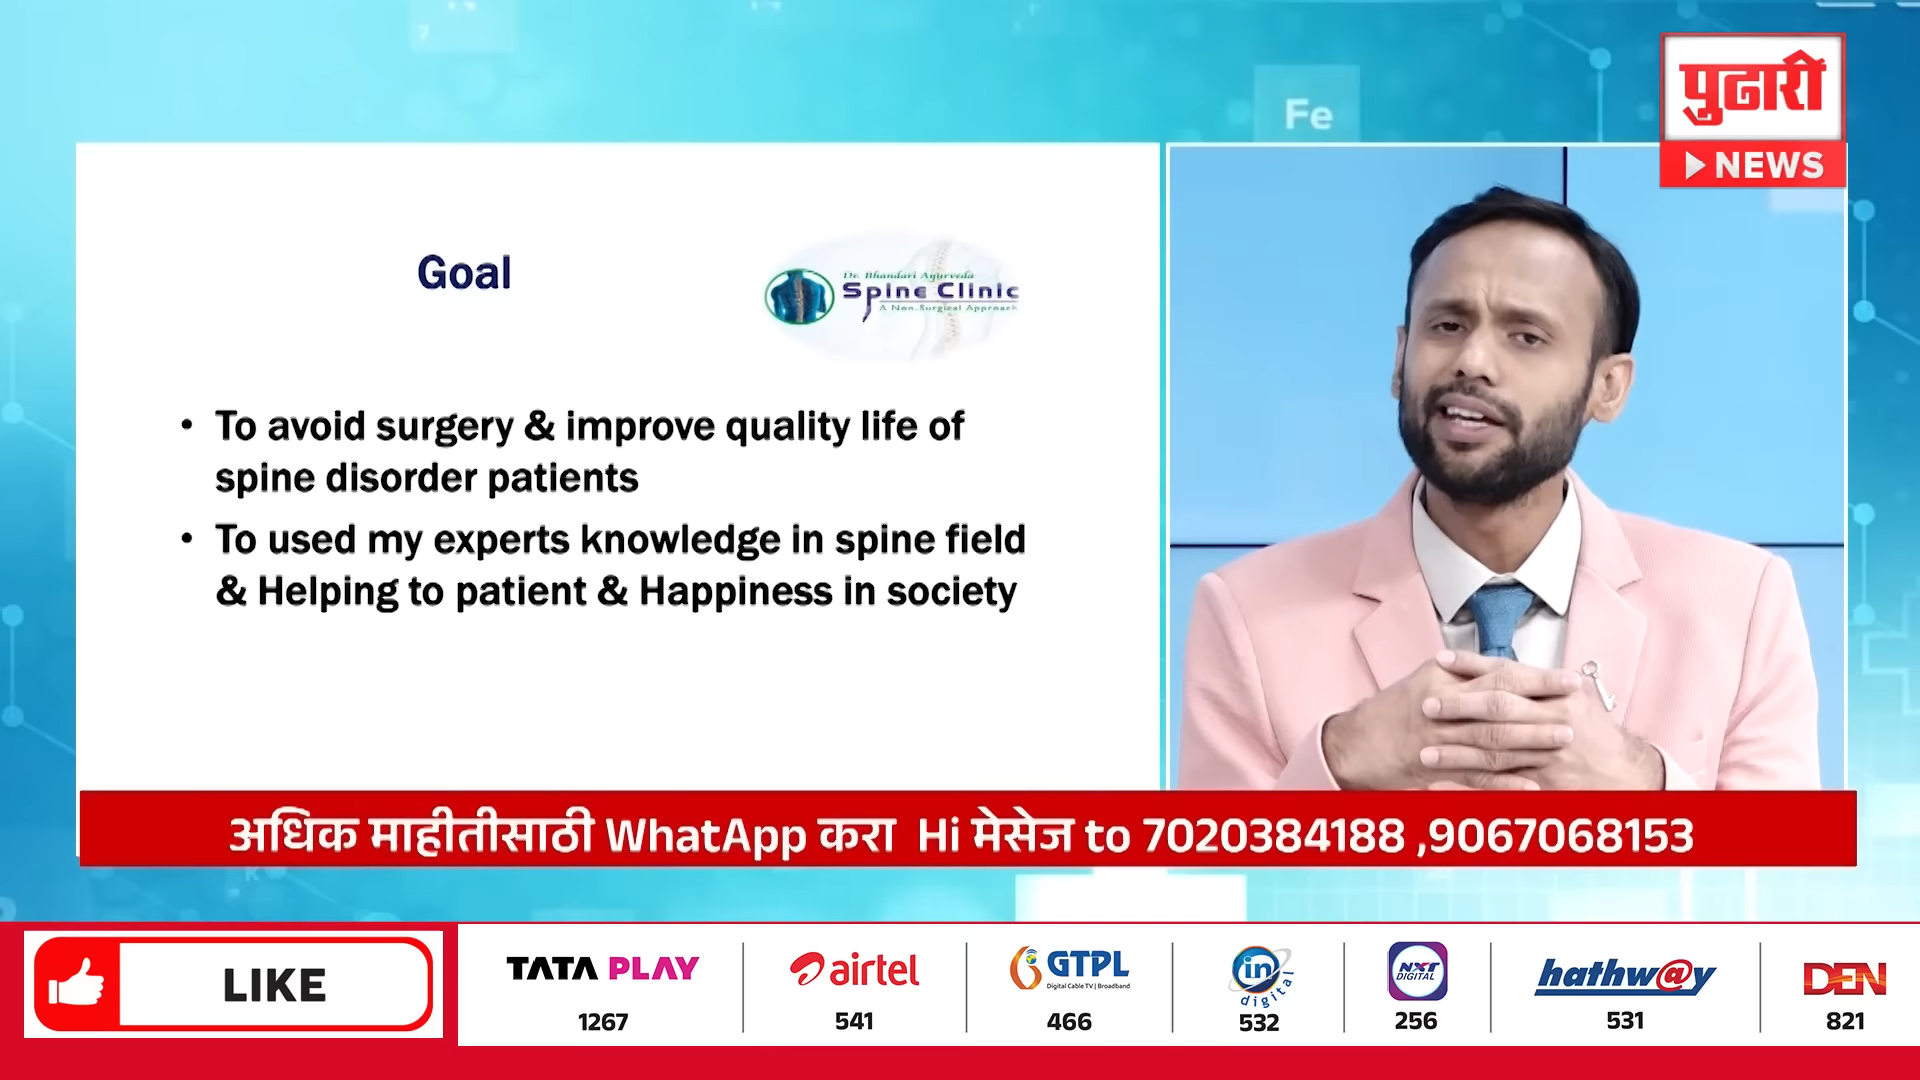 Fe
पुढारी
NEWS
Goal
Dr. Bhandari Ayurveda
Spine Clinic
A Non-Surgical Approach
• To avoid surgery & improve quality life of
spine disorder patients
• To used my experts knowledge in spine field
& Helping to patient & Happiness in society
अधिक माहीतीसाठी WhatApp करा Hi मेसेज to 7020384188 ,9067068153
LIKE
TATA PLAY
1267
airtel
541
GTPL
Digital Cable TV | Broadband
466
in
digital
532
NXT
DIGITAL
256
hathw@y
531
DEN
821